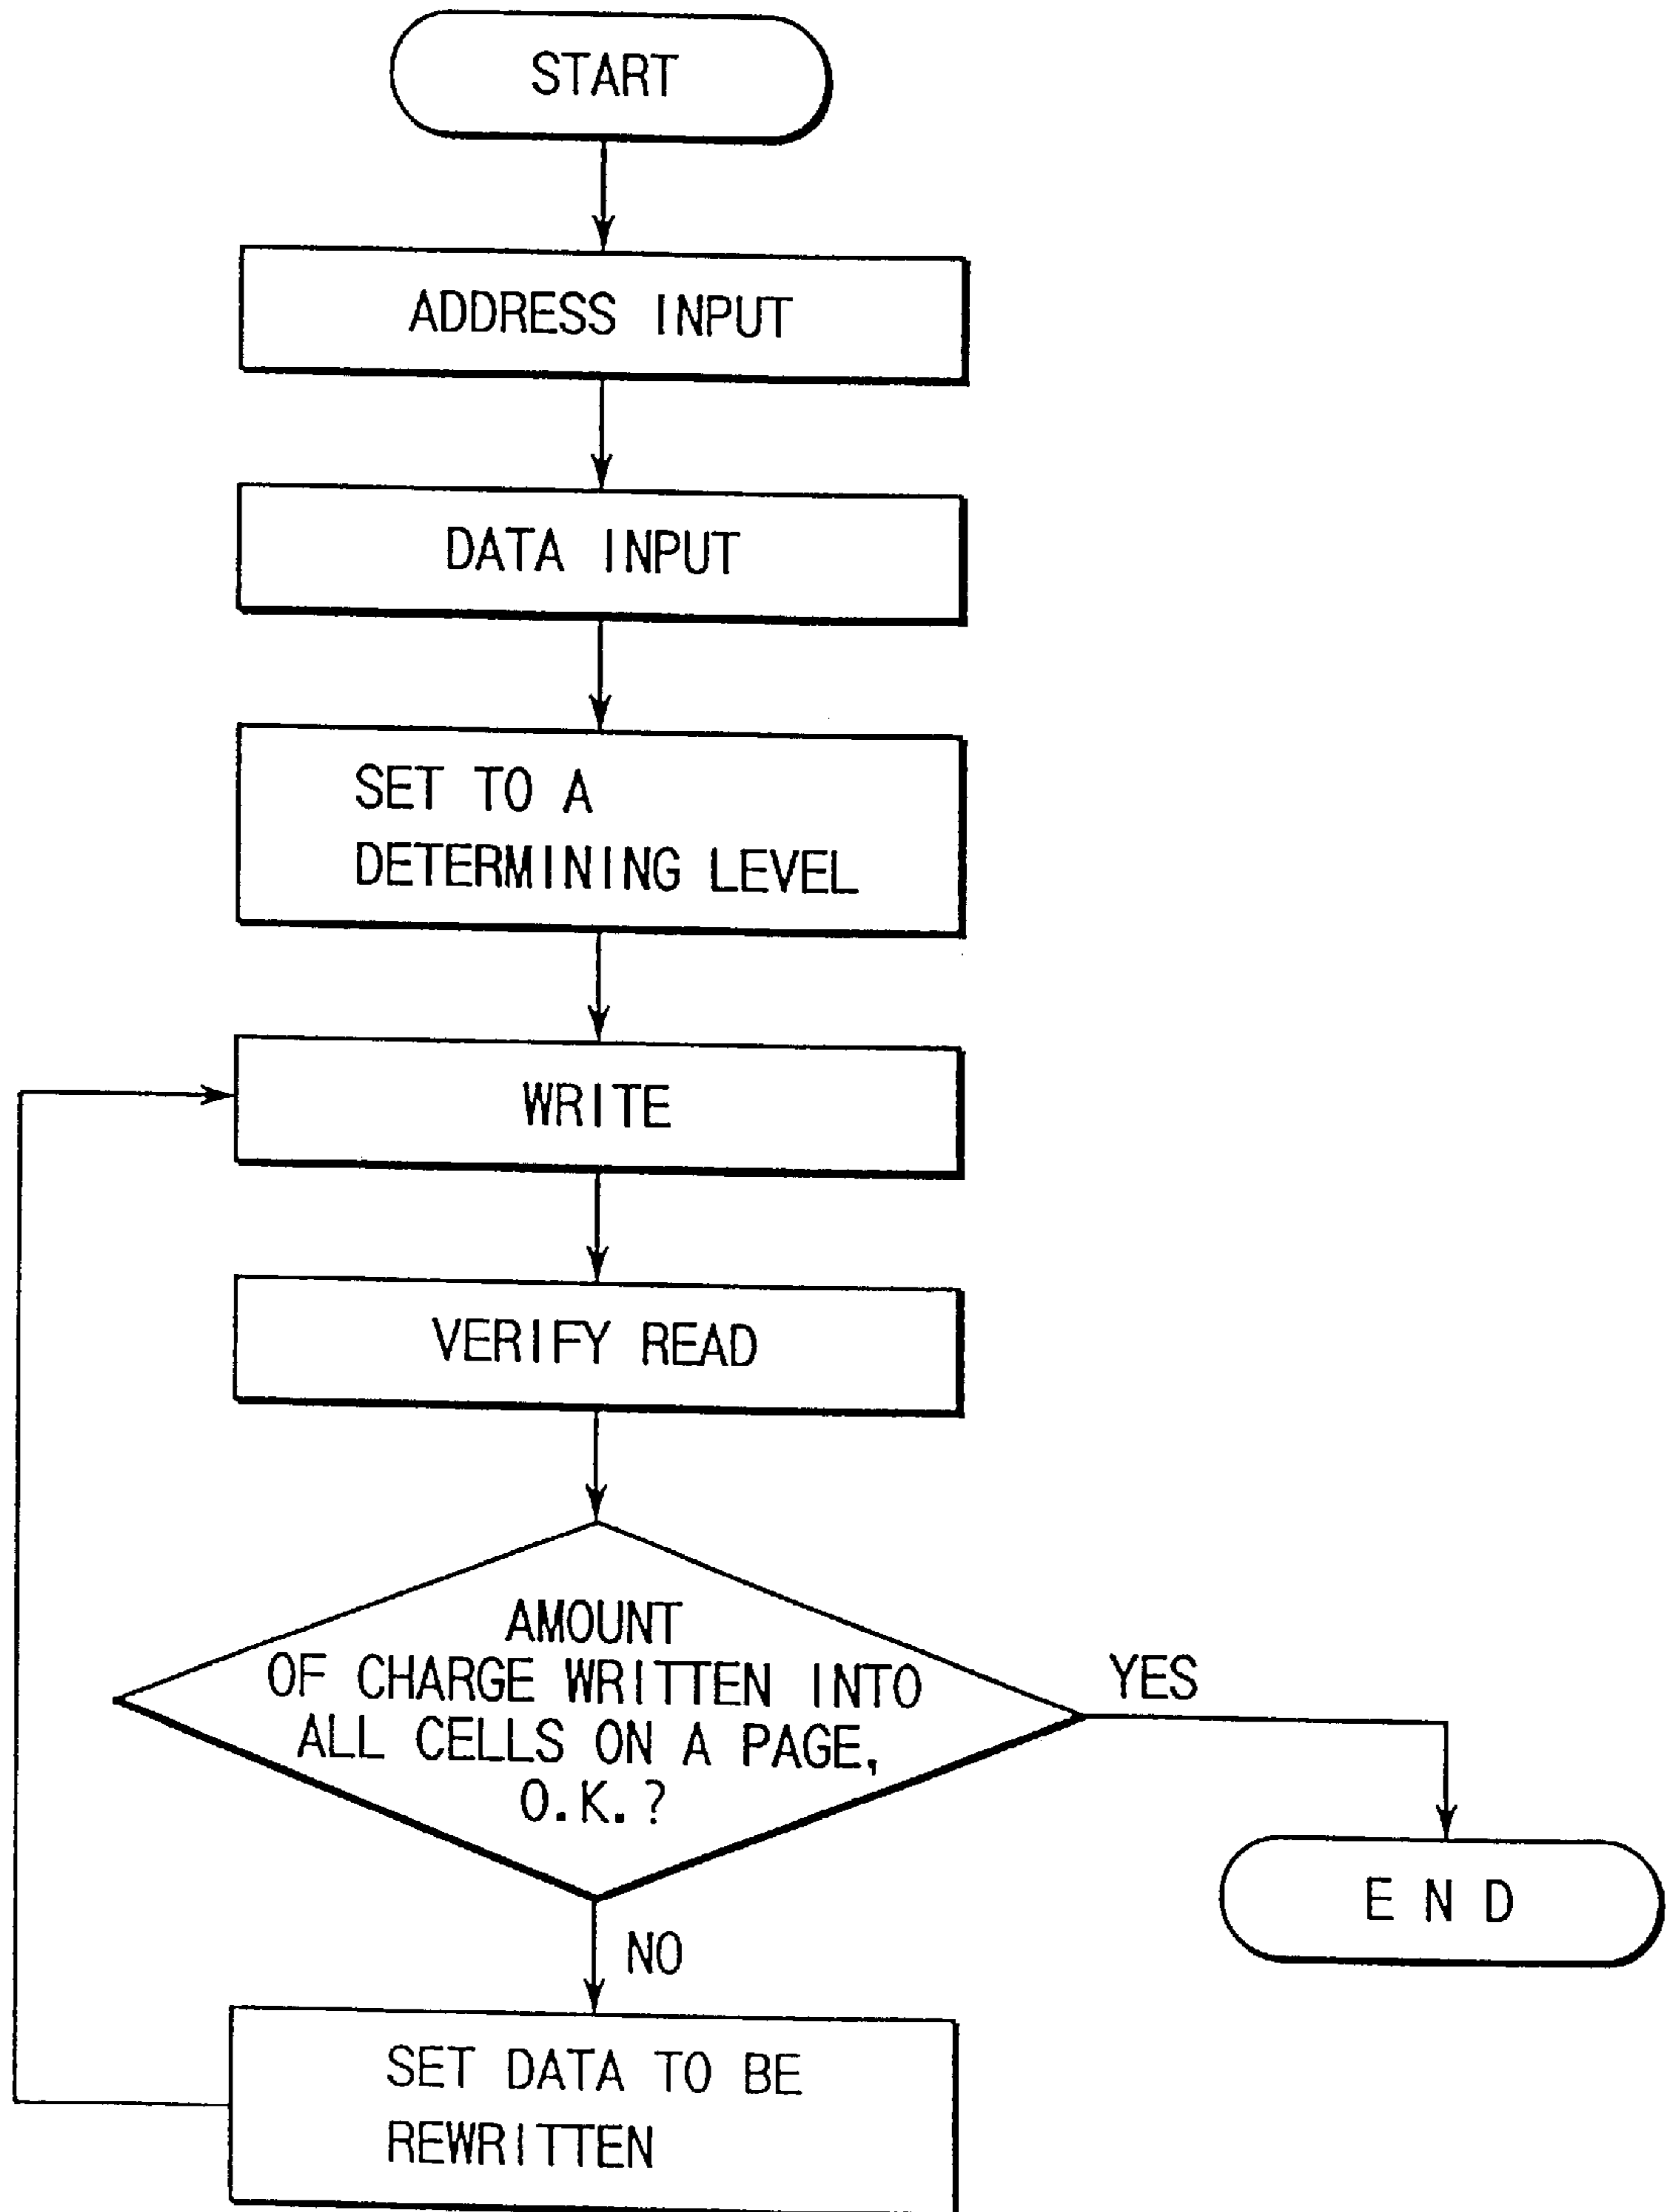 START
ADDRESS INPUT
DATA INPUT
SET TO A
DETERMINING LEVEL
WRITE
VERIFY READ
AMOUNT
OF CHARGE WRITTEN INTO
ALL CELLS ON A PAGE,
O.K.?
YES
END
NO
SET DATA TO BE
REWRITTEN